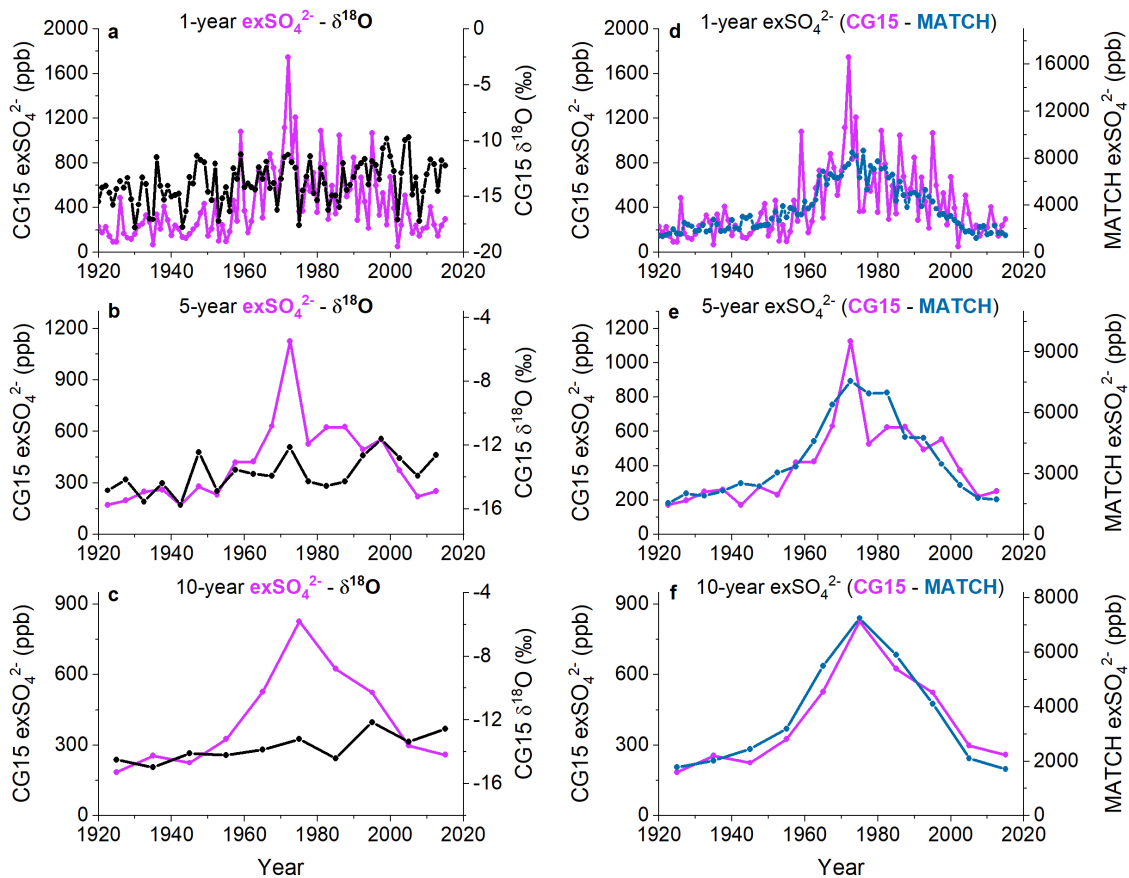 a 1-year exSO₄²⁻ - δ¹⁸O
2000
1600
1200
800
400
0
CG15 exSO₄²⁻ (ppb)
0
-5
-10
-15
-20
CG15 δ¹⁸O (‰)
1920 1940 1960 1980 2000 2020
d 1-year exSO₄²⁻ (CG15 - MATCH)
2000
1600
1200
800
400
0
CG15 exSO₄²⁻ (ppb)
16000
12000
8000
4000
0
MATCH exSO₄²⁻ (ppb)
1920 1940 1960 1980 2000 2020
b 5-year exSO₄²⁻ - δ¹⁸O
1200
900
600
300
0
CG15 exSO₄²⁻ (ppb)
-4
-8
-12
-16
CG15 δ¹⁸O (‰)
1920 1940 1960 1980 2000 2020
e 5-year exSO₄²⁻ (CG15 - MATCH)
1200
1000
800
600
400
200
0
CG15 exSO₄²⁻ (ppb)
9000
6000
3000
0
MATCH exSO₄²⁻ (ppb)
1920 1940 1960 1980 2000 2020
c 10-year exSO₄²⁻ - δ¹⁸O
900
600
300
0
CG15 exSO₄²⁻ (ppb)
-4
-8
-12
-16
CG15 δ¹⁸O (‰)
1920 1940 1960 1980 2000 2020
Year
f 10-year exSO₄²⁻ (CG15 - MATCH)
900
600
300
0
CG15 exSO₄²⁻ (ppb)
8000
6000
4000
2000
0
MATCH exSO₄²⁻ (ppb)
1920 1940 1960 1980 2000 2020
Year